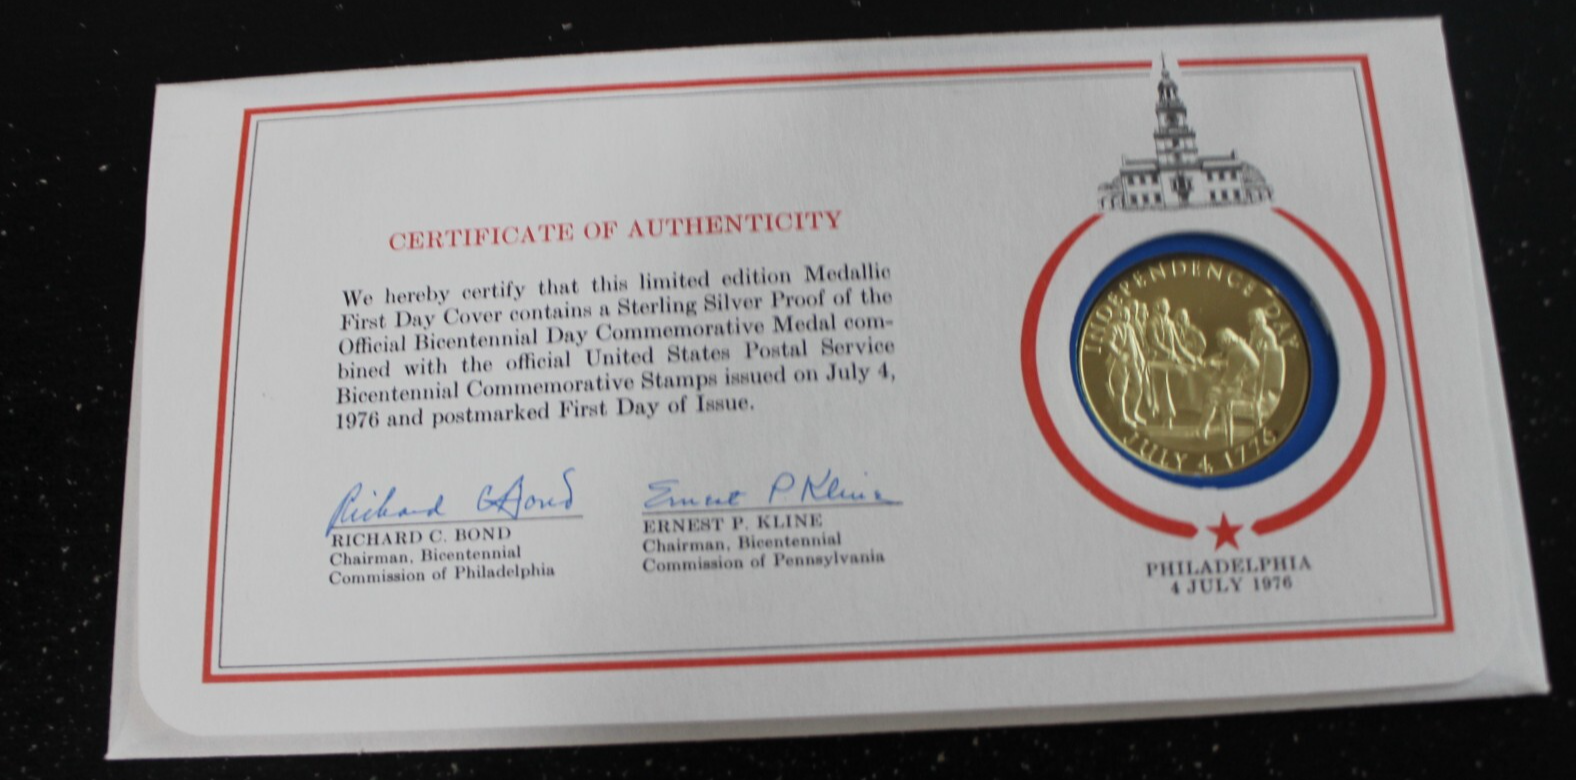 CERTIFICATE OF AUTHENTICITY
We hereby certify that this limited edition Medallic
First Day Cover contains a Sterling Silver Proof of the
Official Bicentennial Day Commemorative Medal com-
bined with the official United States Postal Service
Bicentennial Commemorative Stamps issued on July 4,
1976 and postmarked First Day of Issue.
Richard C Bond
RICHARD C. BOND
Chairman, Bicentennial
Commission of Philadelphia
Ernest P. Kline
ERNEST P. KLINE
Chairman, Bicentennial
Commission of Pennsylvania
INDEPENDENCE DAY
JULY 4, 1776
PHILADELPHIA
4 JULY 1976